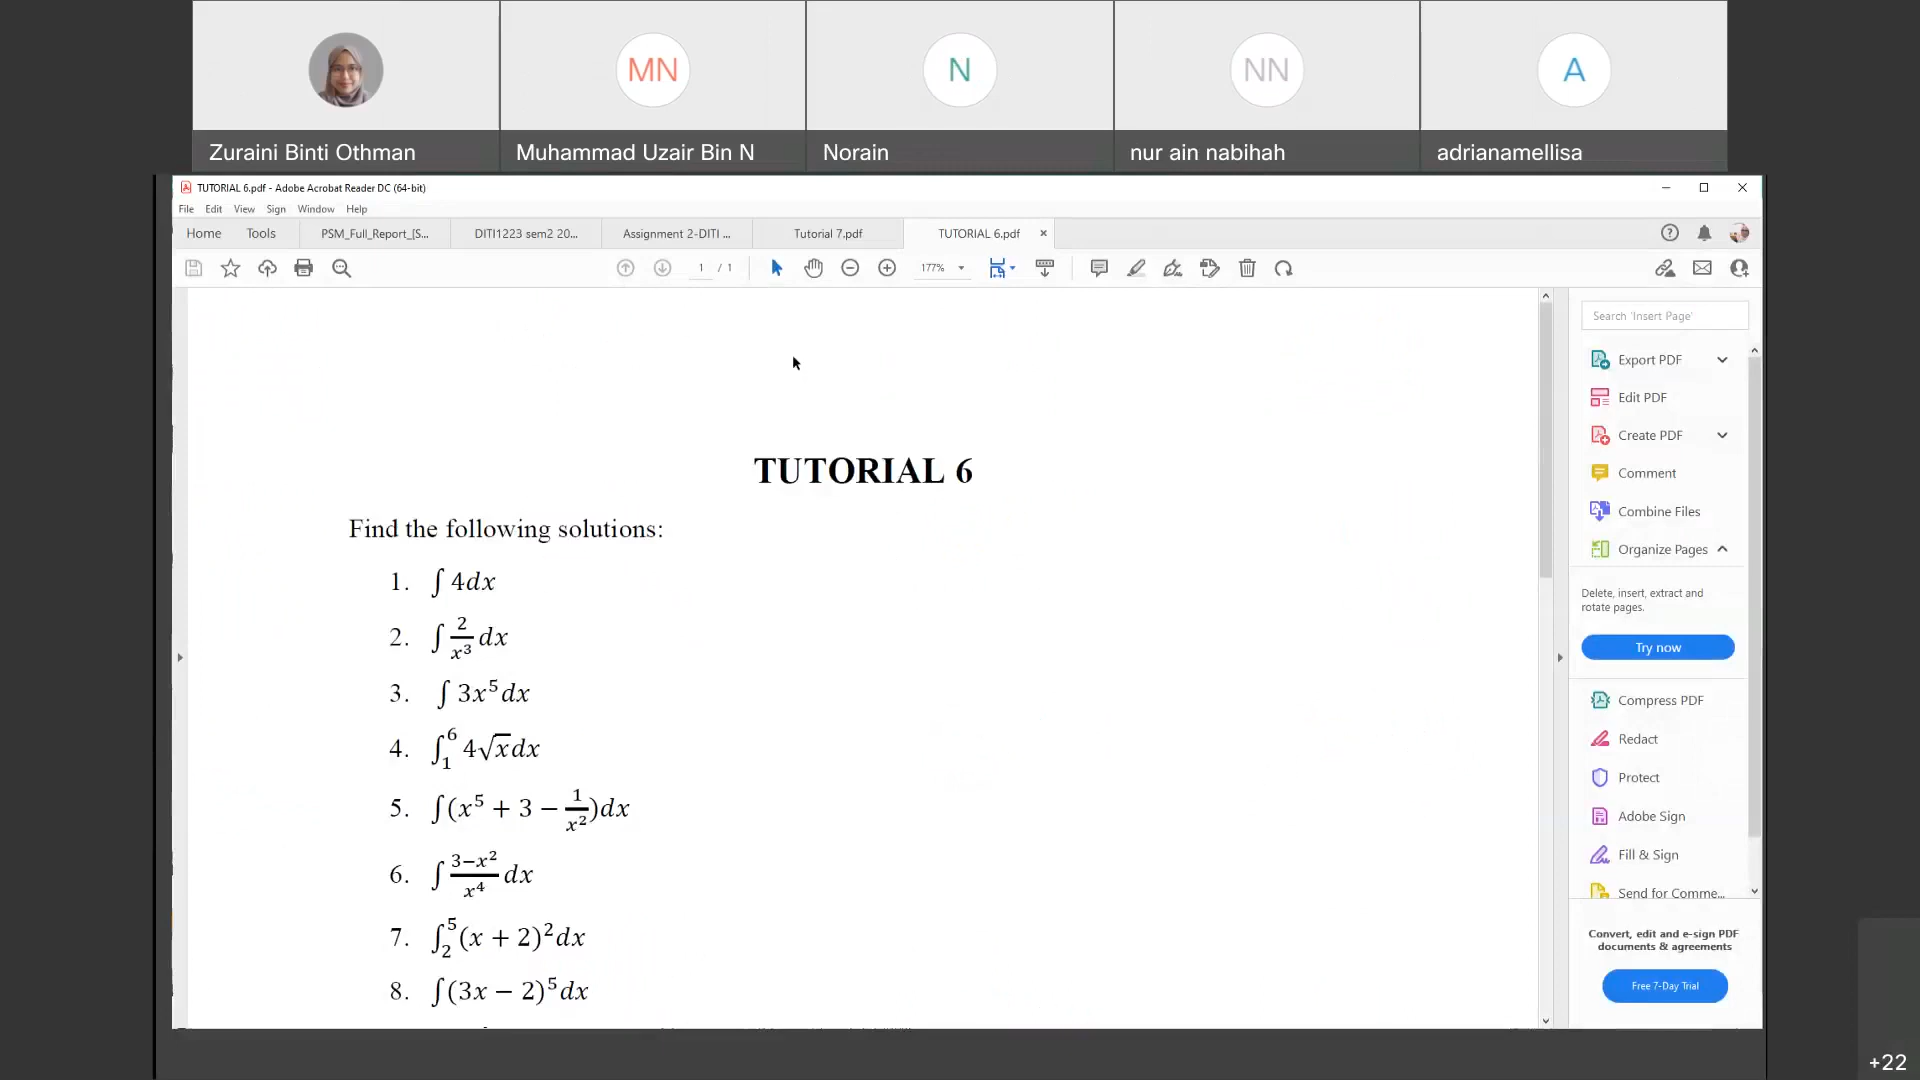 MN
N
NN
A
Zuraini Binti Othman
Muhammad Uzair Bin N
Norain
nur ain nabihah
adrianamellisa
TUTORIAL 6.pdf - Adobe Acrobat Reader DC (64-bit)
File Edit View Sign Window Help
Home Tools PSM_Full_Report_(S... DITI1223 sem2 20... Assignment 2-DITI ... Tutorial 7.pdf TUTORIAL 6.pdf ×
1 / 1 177%
TUTORIAL 6
Find the following solutions:
1. ∫ 4dx
2. ∫ 2/x³ dx
3. ∫ 3x⁵dx
4. ∫₁⁶ 4√x dx
5. ∫(x⁵ + 3 − 1/x²)dx
6. ∫ (3−x²)/x⁴ dx
7. ∫₂⁵(x + 2)²dx
8. ∫(3x − 2)⁵dx
Search 'Insert Page'
Export PDF
Edit PDF
Create PDF
Comment
Combine Files
Organize Pages
Delete, insert, extract and
rotate pages.
Try now
Compress PDF
Redact
Protect
Adobe Sign
Fill & Sign
Send for Comme...
Convert, edit and e-sign PDF
documents & agreements
Free 7-Day Trial
+22